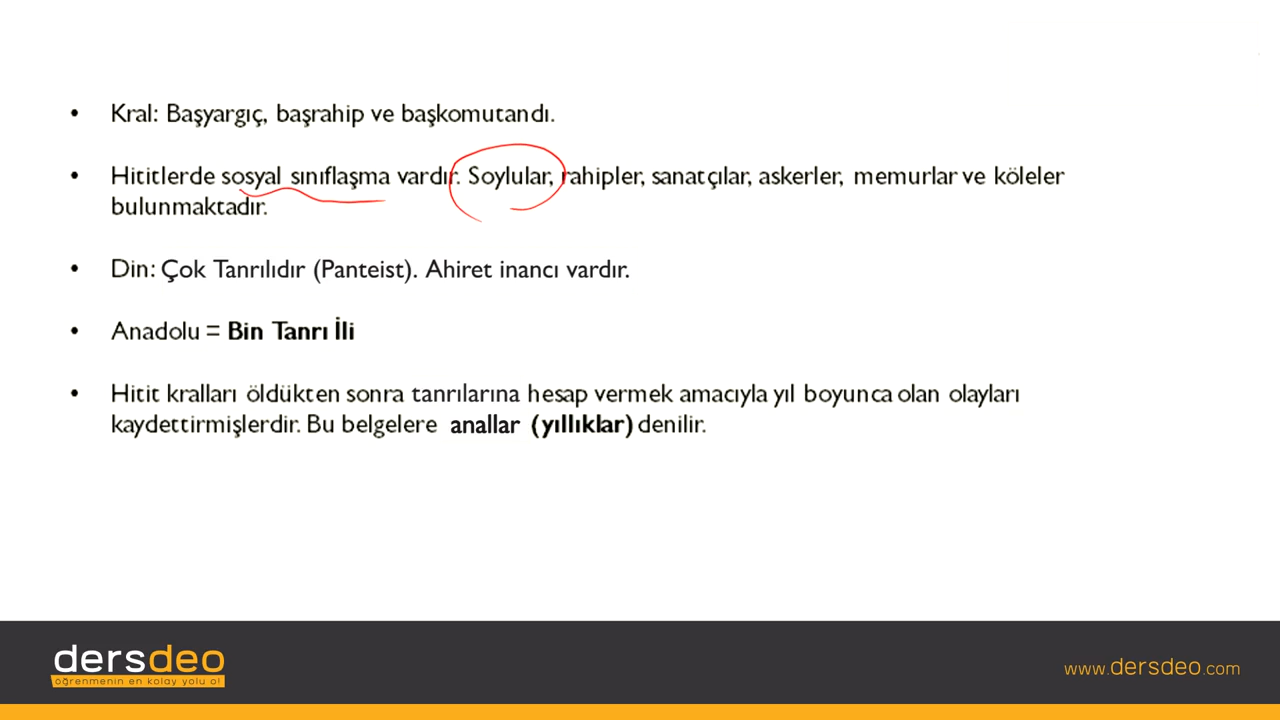 • Kral: Başyargıç, başrahip ve başkomutandı.
• Hititlerde sosyal sınıflaşma vardır. Soylular, rahipler, sanatçılar, askerler, memurlar ve köleler
bulunmaktadır.
• Din: Çok Tanrılıdır (Panteist). Ahiret inancı vardır.
• Anadolu = Bin Tanrı İli
• Hitit kralları öldükten sonra tanrılarına hesap vermek amacıyla yıl boyunca olan olayları
kaydettirmişlerdir. Bu belgelere anallar (yıllıklar) denilir.
dersdeo
öğrenmenin en kolay yolu o!
www.dersdeo.com